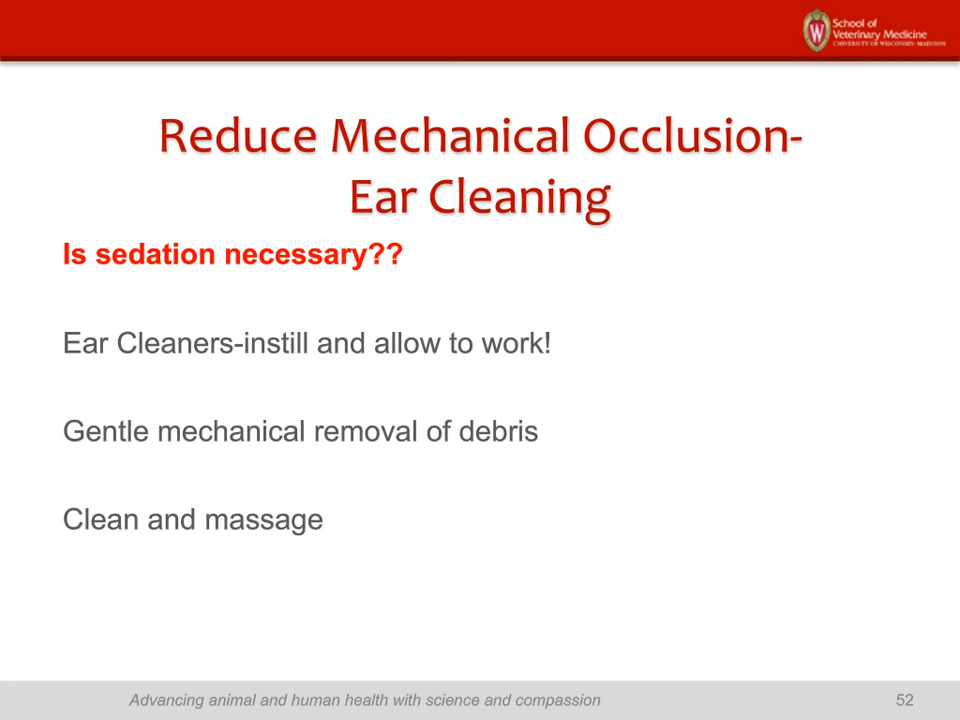 School of
Veterinary Medicine
UNIVERSITY OF WISCONSIN-MADISON
Reduce Mechanical Occlusion-
Ear Cleaning
Is sedation necessary??
Ear Cleaners-instill and allow to work!
Gentle mechanical removal of debris
Clean and massage
Advancing animal and human health with science and compassion
52